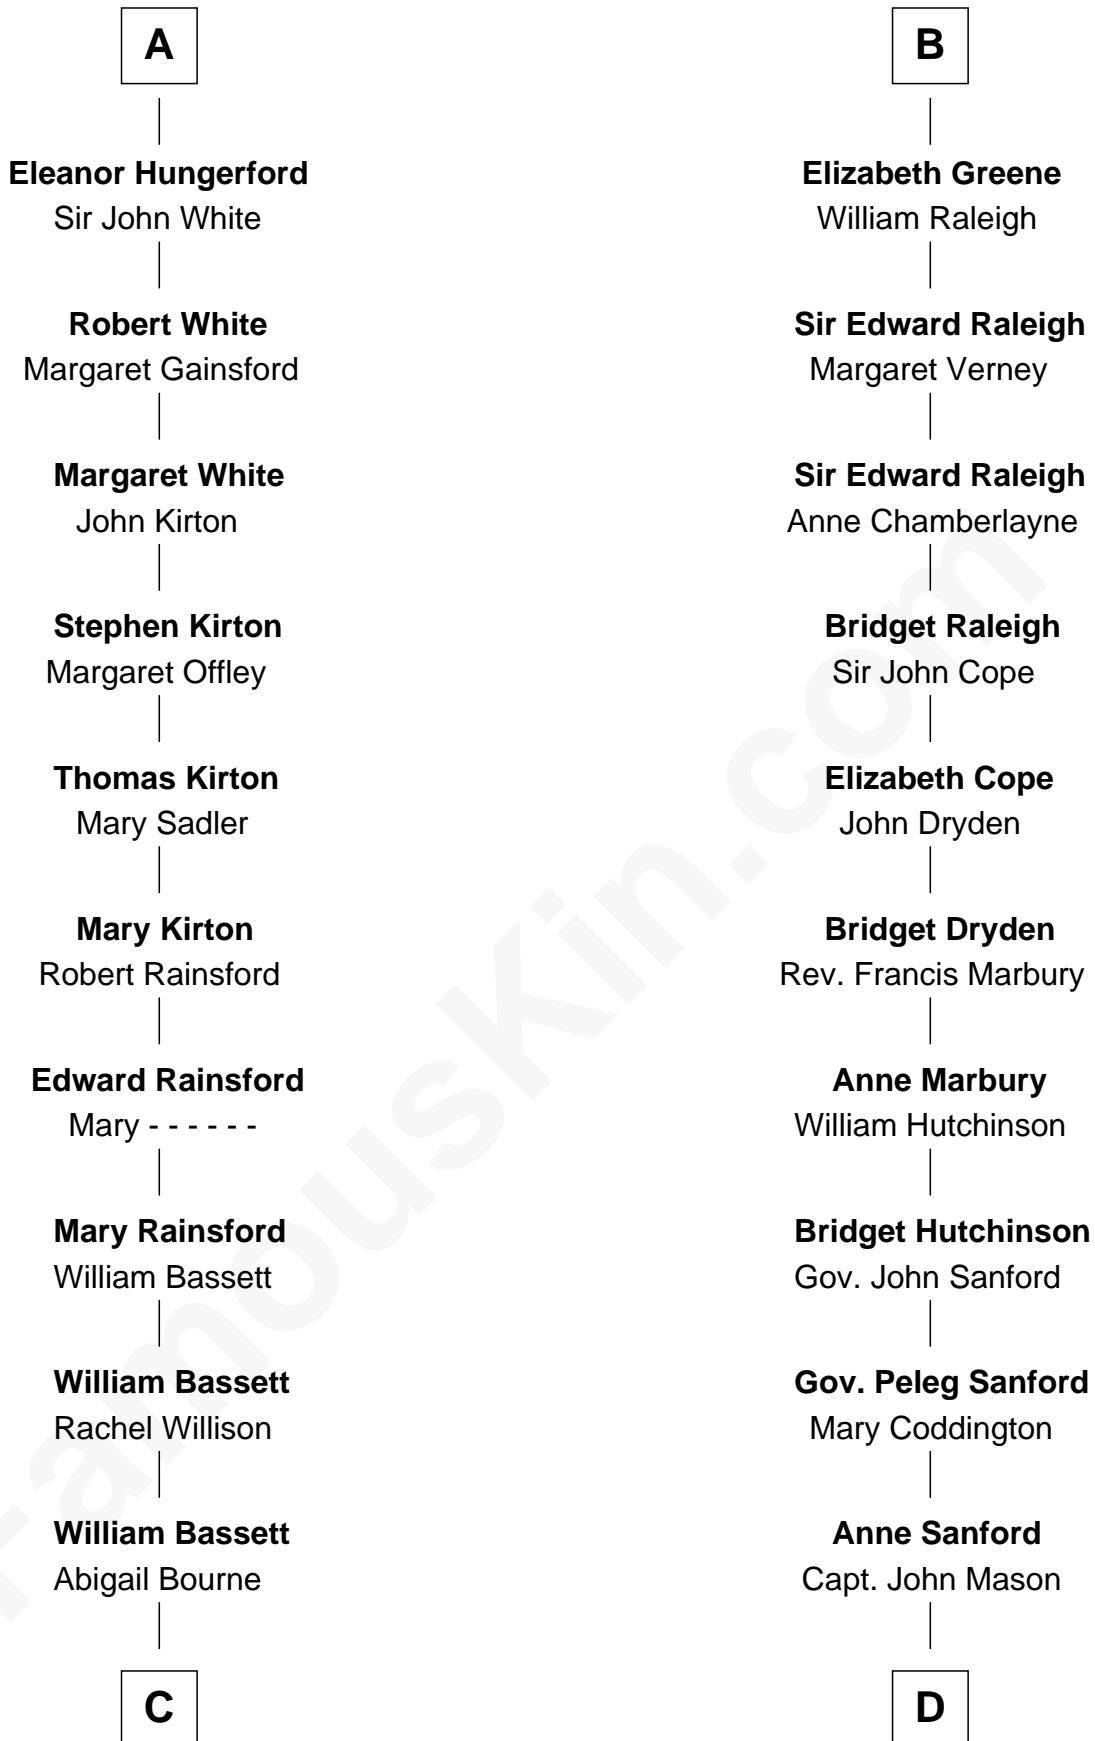 A
Eleanor Hungerford
Sir John White
Robert White
Margaret Gainsford
Margaret White
John Kirton
Stephen Kirton
Margaret Offley
Thomas Kirton
Mary Sadler
Mary Kirton
Robert Rainsford
Edward Rainsford
Mary - - - - - -
Mary Rainsford
William Bassett
William Bassett
Rachel Willison
William Bassett
Abigail Bourne
C
B
Elizabeth Greene
William Raleigh
Sir Edward Raleigh
Margaret Verney
Sir Edward Raleigh
Anne Chamberlayne
Bridget Raleigh
Sir John Cope
Elizabeth Cope
John Dryden
Bridget Dryden
Rev. Francis Marbury
Anne Marbury
William Hutchinson
Bridget Hutchinson
Gov. John Sanford
Gov. Peleg Sanford
Mary Coddington
Anne Sanford
Capt. John Mason
D
FamousKin.com